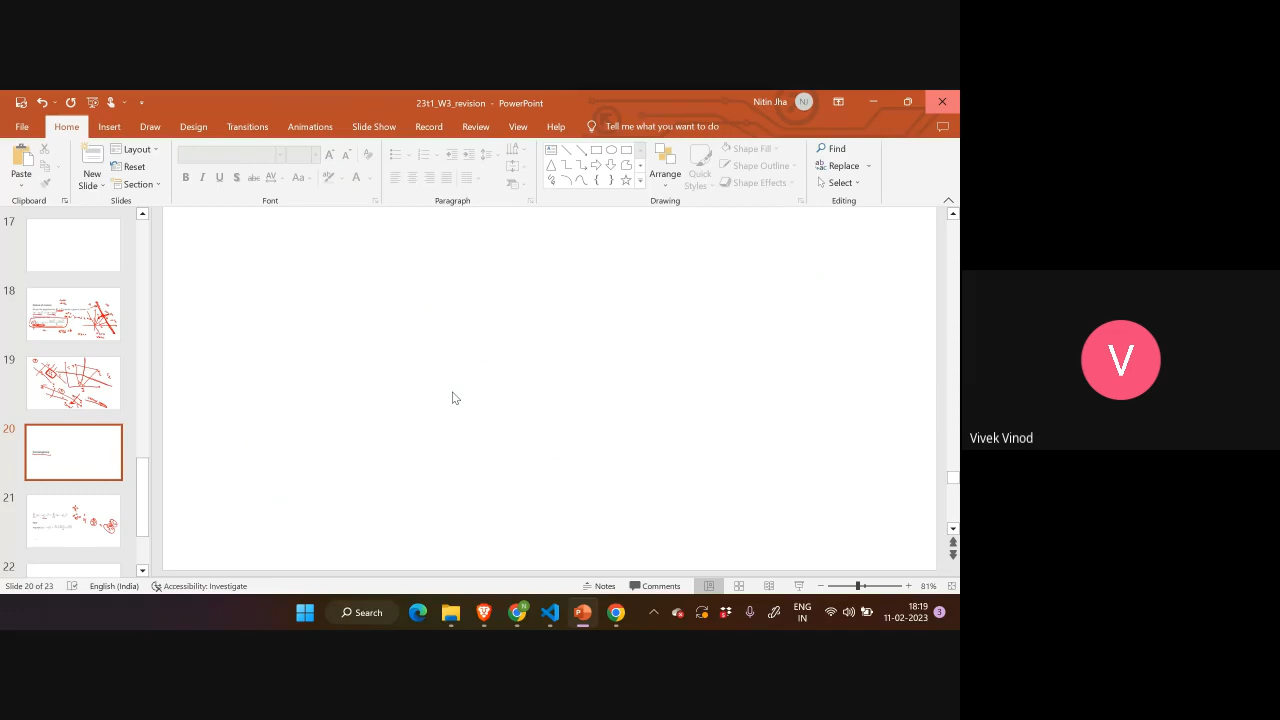 23t1_W3_revision - PowerPoint
Nitin Jha
NJ
File
Home
Insert
Draw
Design
Transitions
Animations
Slide Show
Record
Review
View
Help
Tell me what you want to do
Paste
Clipboard
New
Slide
Layout
Reset
Section
Slides
B I U S abc AV Aa A
Font
Paragraph
Arrange
Quick
Styles
Shape Fill
Shape Outline
Shape Effects
Drawing
Find
Replace
Select
Editing
17
18
19
20
21
22
V
Vivek Vinod
Slide 20 of 23
English (India)
Accessibility: Investigate
Notes
Comments
81%
Search
ENG
IN
18:19
11-02-2023
3